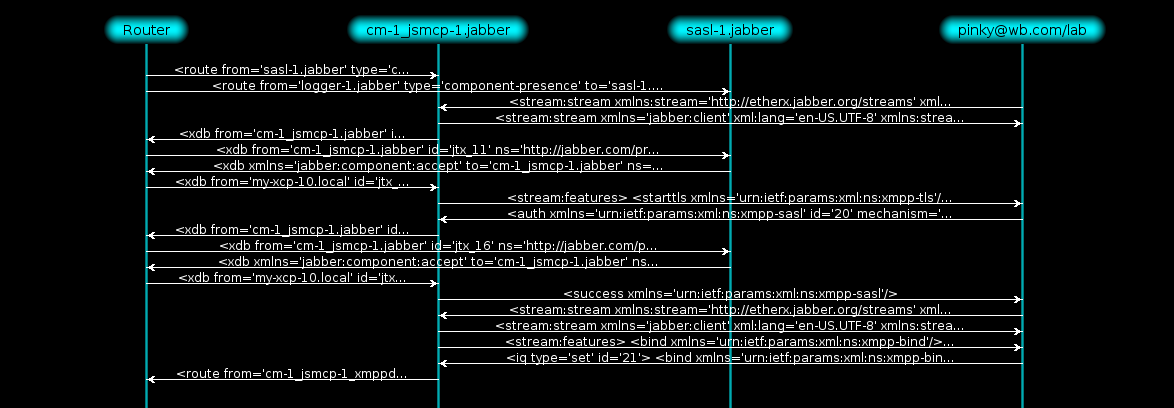 Router
cm-1_jsmcp-1.jabber
sasl-1.jabber
pinky@wb.com/lab
<route from='sasl-1.jabber' type='c...
<route from='logger-1.jabber' type='component-presence' to='sasl-1....
<stream:stream xmlns:stream='http://etherx.jabber.org/streams' xml...
<stream:stream xmlns='jabber:client' xml:lang='en-US.UTF-8' xmlns:strea...
<xdb from='cm-1_jsmcp-1.jabber' i...
<xdb from='cm-1_jsmcp-1.jabber' id='jtx_11' ns='http://jabber.com/pr...
<xdb xmlns='jabber:component:accept' to='cm-1_jsmcp-1.jabber' ns=...
<xdb from='my-xcp-10.local' id='jtx_...
<stream:features> <starttls xmlns='urn:ietf:params:xml:ns:xmpp-tls'/...
<auth xmlns='urn:ietf:params:xml:ns:xmpp-sasl' id='20' mechanism='...
<xdb from='cm-1_jsmcp-1.jabber' id...
<xdb from='cm-1_jsmcp-1.jabber' id='jtx_16' ns='http://jabber.com/p...
<xdb xmlns='jabber:component:accept' to='cm-1_jsmcp-1.jabber' ns...
<xdb from='my-xcp-10.local' id='jtx...
<success xmlns='urn:ietf:params:xml:ns:xmpp-sasl'/>
<stream:stream xmlns:stream='http://etherx.jabber.org/streams' xml...
<stream:stream xmlns='jabber:client' xml:lang='en-US.UTF-8' xmlns:strea...
<stream:features> <bind xmlns='urn:ietf:params:xml:ns:xmpp-bind'/>...
<iq type='set' id='21'> <bind xmlns='urn:ietf:params:xml:ns:xmpp-bin...
<route from='cm-1_jsmcp-1_xmppd...